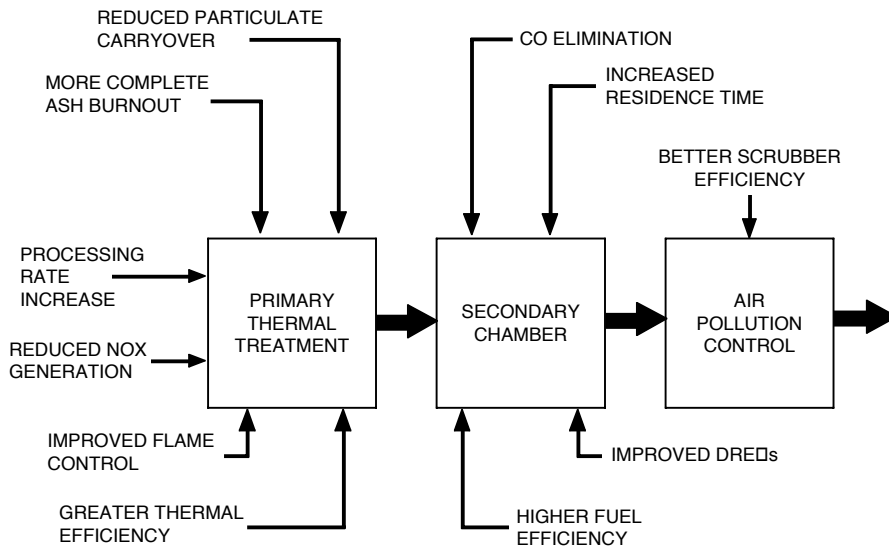 REDUCED PARTICULATE
CARRYOVER
MORE COMPLETE
ASH BURNOUT
CO ELIMINATION
INCREASED
RESIDENCE TIME
BETTER SCRUBBER
EFFICIENCY
PROCESSING
RATE
INCREASE
REDUCED NOX
GENERATION
PRIMARY
THERMAL
TREATMENT
SECONDARY
CHAMBER
AIR
POLLUTION
CONTROL
IMPROVED FLAME
CONTROL
GREATER THERMAL
EFFICIENCY
IMPROVED DRE□s
HIGHER FUEL
EFFICIENCY